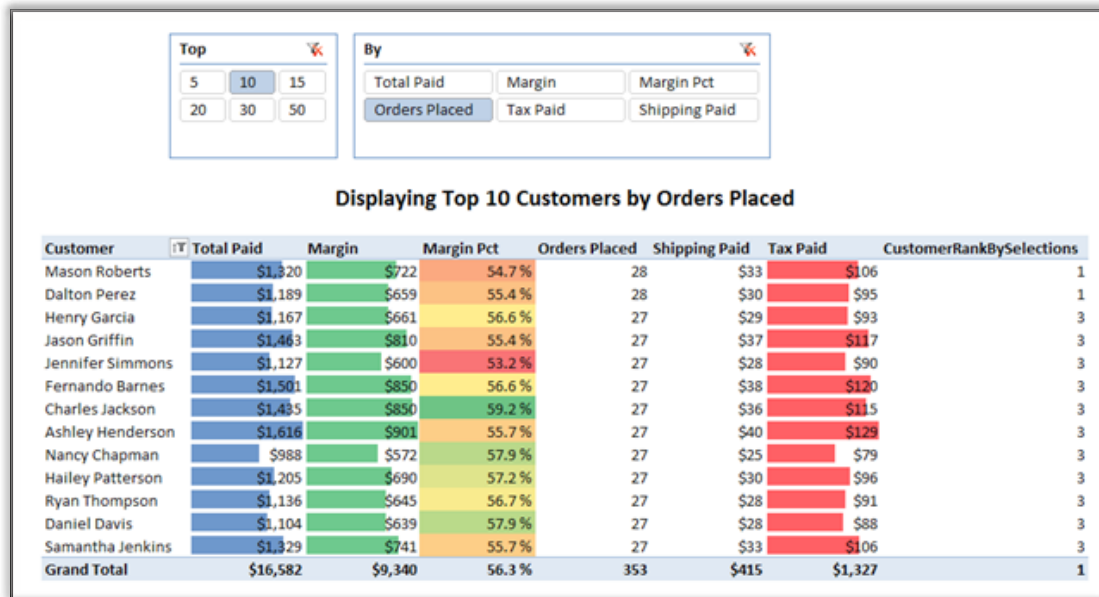 Top
5 10 15
20 30 50
By
Total Paid Margin Margin Pct
Orders Placed Tax Paid Shipping Paid
Displaying Top 10 Customers by Orders Placed
Customer Total Paid Margin Margin Pct Orders Placed Shipping Paid Tax Paid CustomerRankBySelections
Mason Roberts $1,320 $722 54.7 % 28 $33 $106 1
Dalton Perez $1,189 $659 55.4 % 28 $30 $95 1
Henry Garcia $1,167 $661 56.6 % 27 $29 $93 3
Jason Griffin $1,463 $810 55.4 % 27 $37 $117 3
Jennifer Simmons $1,127 $600 53.2 % 27 $28 $90 3
Fernando Barnes $1,501 $850 56.6 % 27 $38 $120 3
Charles Jackson $1,435 $850 59.2 % 27 $36 $115 3
Ashley Henderson $1,616 $901 55.7 % 27 $40 $129 3
Nancy Chapman $988 $572 57.9 % 27 $25 $79 3
Hailey Patterson $1,205 $690 57.2 % 27 $30 $96 3
Ryan Thompson $1,136 $645 56.7 % 27 $28 $91 3
Daniel Davis $1,104 $639 57.9 % 27 $28 $88 3
Samantha Jenkins $1,329 $741 55.7 % 27 $33 $106 3
Grand Total $16,582 $9,340 56.3 % 353 $415 $1,327 1